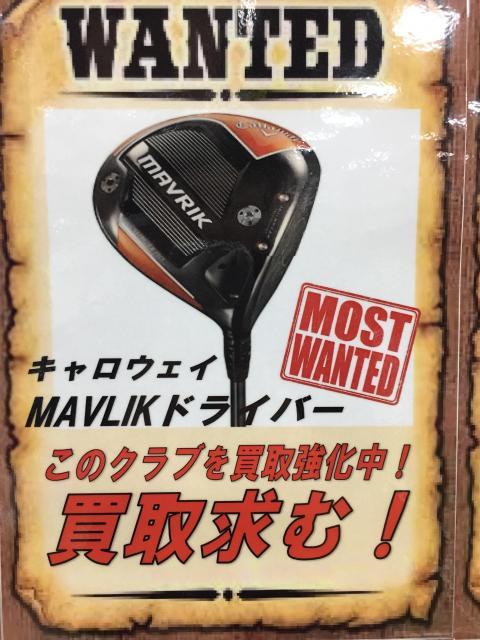 WANTED
Callaway
MAVRIK
MOST
WANTED
キャロウェイ
MAVLIKドライバー
このクラブを買取強化中！
買取求む！